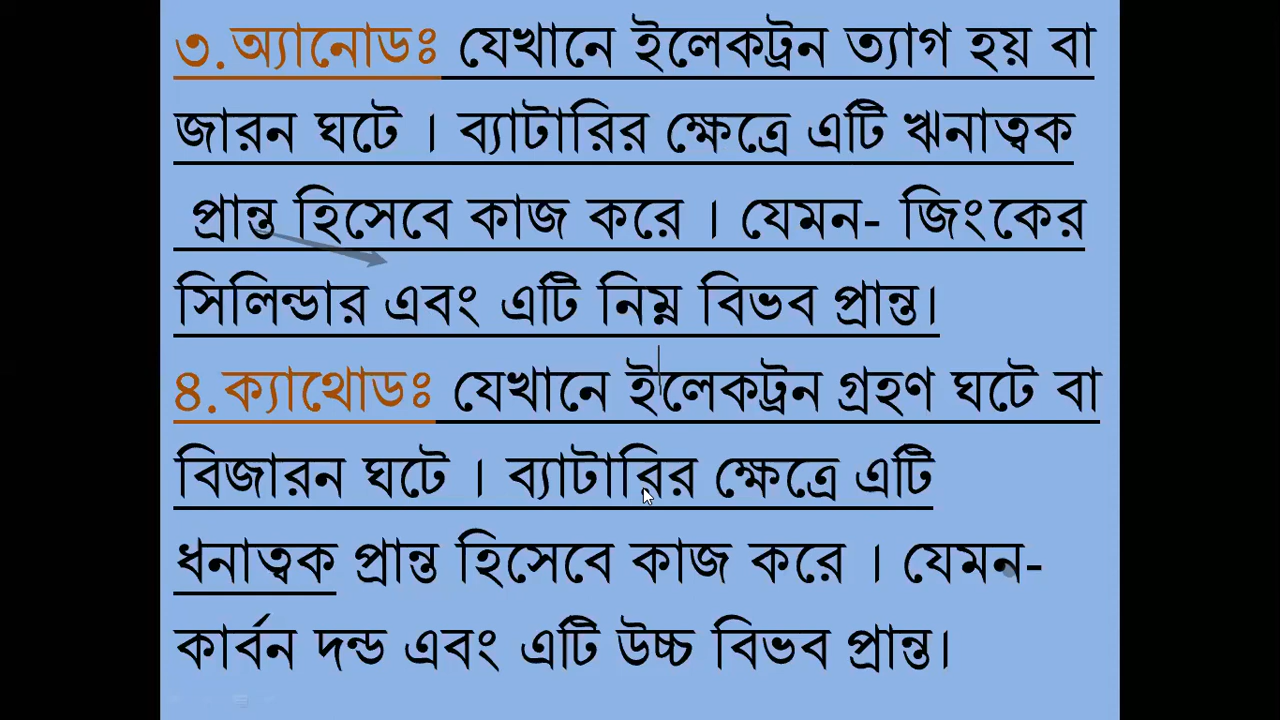 ৩.অ্যানোডঃ যেখানে ইলেকট্রন ত্যাগ হয় বা
জারন ঘটে । ব্যাটারির ক্ষেত্রে এটি ঋনাত্বক
প্রান্ত হিসেবে কাজ করে । যেমন- জিংকের
সিলিন্ডার এবং এটি নিম্ন বিভব প্রান্ত।
৪.ক্যাথোডঃ যেখানে ইলেকট্রন গ্রহণ ঘটে বা
বিজারন ঘটে । ব্যাটারির ক্ষেত্রে এটি
ধনাত্বক প্রান্ত হিসেবে কাজ করে । যেমন-
কার্বন দন্ড এবং এটি উচ্চ বিভব প্রান্ত।